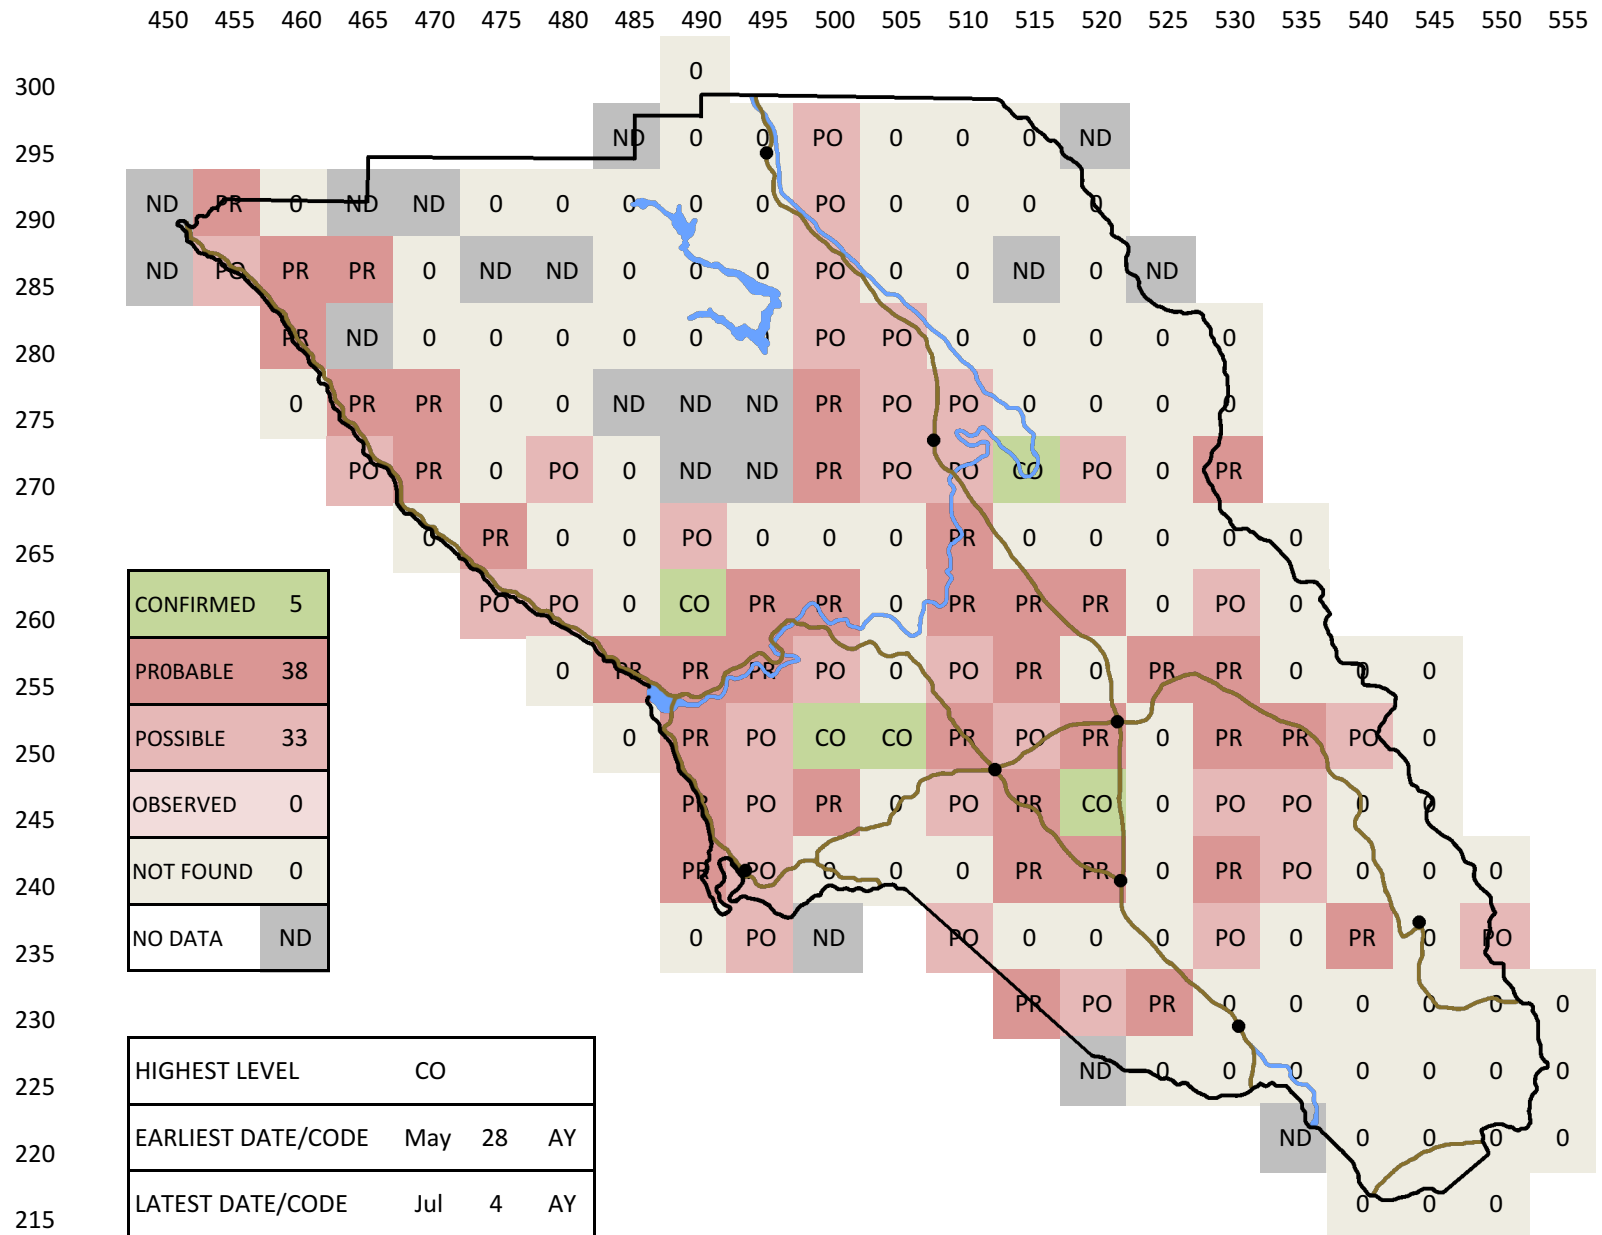 450 455 460 465 470 475 480 485 490 495 500 505 510 515 520 525 530 535 540 545 550 555
0
300
ND 0 0 PO 0 0 0 ND
295
ND PR 0 ND ND 0 0 0 0 0 PO 0 0 0 0
290
ND PO PR PR 0 ND ND 0 0 0 PO 0 0 ND 0 ND
285
PR ND 0 0 0 0 0 0 PO PO 0 0 0 0 0
280
0 PR PR 0 0 ND ND ND PR PO PO 0 0 0 0
275
PO PR 0 PO 0 ND ND PR PO PO CO PO 0 PR
270
0 PR 0 0 PO 0 0 0 PR 0 0 0 0 0
265
CONFIRMED 5 PO PO 0 CO PR PR 0 PR PR PR 0 PO 0
260
PR0BABLE 38 0 PR PR PR PO 0 PO PR 0 PR PR 0 0 0
255
POSSIBLE 33 0 PR PO CO CO PR PO PR 0 PR PR PO 0
250
OBSERVED 0 PR PO PR 0 PO PR CO 0 PO PO 0 0
245
NOT FOUND 0 PR PO 0 0 0 PR PR 0 PR PO 0 0 0
240
NO DATA ND 0 PO ND PO 0 0 0 PO 0 PR 0 PO
235
PR PO PR 0 0 0 0 0 0
230
HIGHEST LEVEL CO ND 0 0 0 0 0 0 0
225
EARLIEST DATE/CODE May 28 AY ND 0 0 0 0
220
LATEST DATE/CODE Jul 4 AY 0 0 0
215